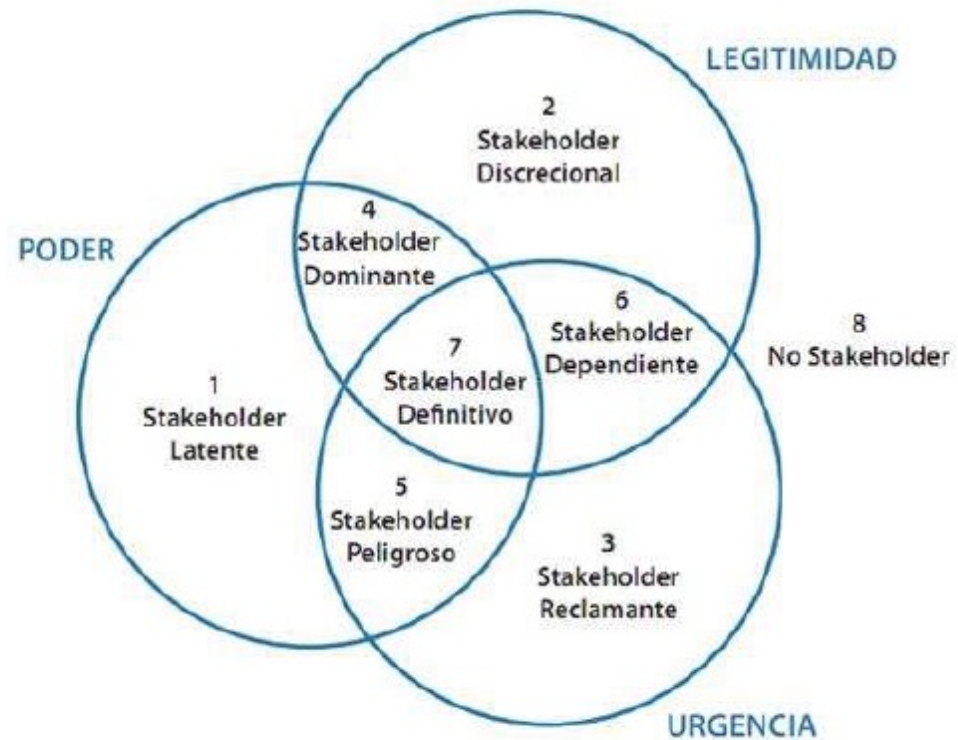 LEGITIMIDAD
2
Stakeholder
Discrecional
PODER
4
Stakeholder
Dominante
6
Stakeholder
Dependiente
8
No Stakeholder
7
Stakeholder
Definitivo
1
Stakeholder
Latente
5
Stakeholder
Peligroso
3
Stakeholder
Reclamante
URGENCIA